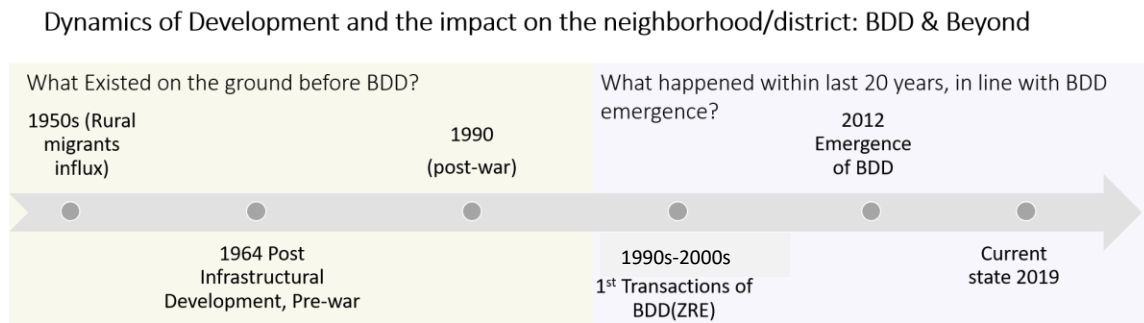 Dynamics of Development and the impact on the neighborhood/district: BDD & Beyond
What Existed on the ground before BDD?
1950s (Rural
migrants
influx)
1990
(post-war)
1964 Post
Infrastructural
Development, Pre-war
What happened within last 20 years, in line with BDD
emergence?
2012
Emergence
of BDD
1990s-2000s
1st Transactions of
BDD(ZRE)
Current
state 2019